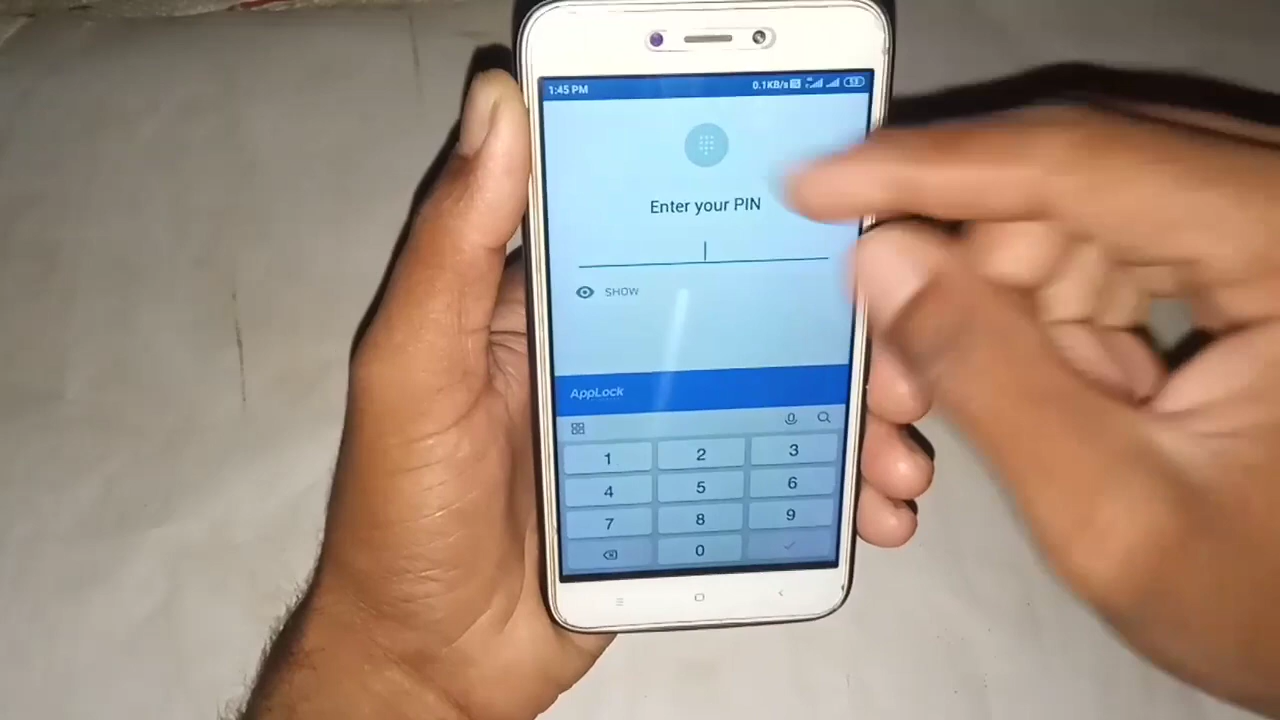 1:45 PM 0.1KB/s 53
Enter your PIN
SHOW
AppLock
1 2 3
4 5 6
7 8 9
0